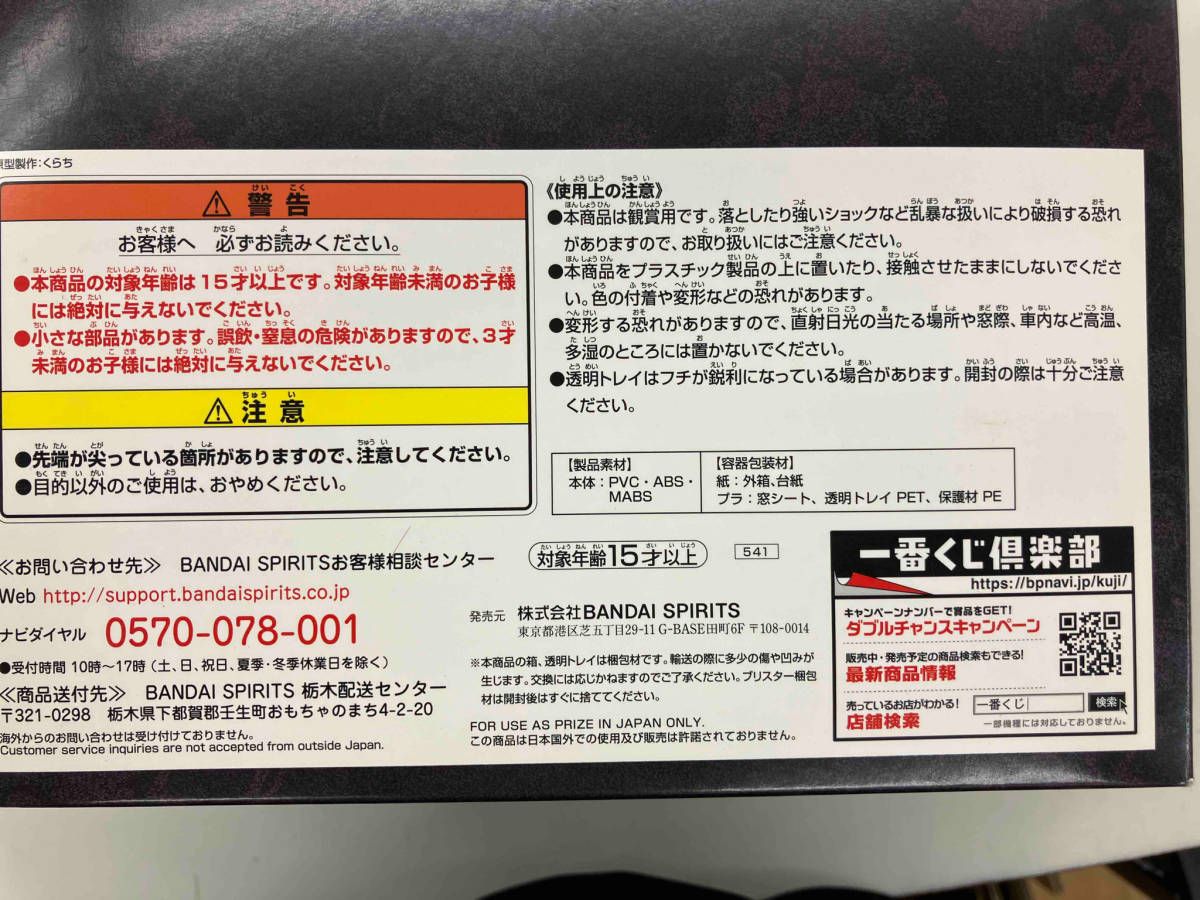 型製作:くらち
⚠警告
お客様へ 必ずお読みください。
●本商品の対象年齢は15才以上です。対象年齢未満のお子様
には絶対に与えないでください。
●小さな部品があります。誤飲・窒息の危険がありますので、3才
未満のお子様には絶対に与えないでください。
⚠注意
●先端が尖っている箇所がありますので、注意してください。
●目的以外のご使用は、おやめください。
《使用上の注意》
●本商品は観賞用です。落としたり強いショックなど乱暴な扱いにより破損する恐れ
がありますので、お取り扱いにはご注意ください。
●本商品をプラスチック製品の上に置いたり、接触させたままにしないでくださ
い。色の付着や変形などの恐れがあります。
●変形する恐れがありますので、直射日光の当たる場所や窓際、車内など高温、
多湿のところには置かないでください。
●透明トレイはフチが鋭利になっている場合があります。開封の際は十分ご注意
ください。
【製品素材】
本体:PVC・ABS・
MABS
【容器包装材】
紙:外箱、台紙
プラ:窓シート、透明トレイ PET、保護材 PE
≪お問い合わせ先≫ BANDAI SPIRITSお客様相談センター
Web http://support.bandaispirits.co.jp
ナビダイヤル 0570-078-001
●受付時間 10時～17時(土、日、祝日、夏季・冬季休業日を除く)
≪商品送付先≫ BANDAI SPIRITS 栃木配送センター
〒321-0298 栃木県下都賀郡壬生町おもちゃのまち4-2-20
海外からのお問い合わせは受け付けておりません。
Customer service inquiries are not accepted from outside Japan.
対象年齢15才以上
541
発売元 株式会社BANDAI SPIRITS
東京都港区芝五丁目29-11 G-BASE田町6F 〒108-0014
※本商品の箱、透明トレイは梱包材です。輸送の際に多少の傷や凹みが
生じます。交換には応じかねますのでご了承ください。ブリスター梱包
材は開封後はすぐに捨ててください。
FOR USE AS PRIZE IN JAPAN ONLY.
この商品は日本国外での使用及び販売は許諾されておりません。
一番くじ倶楽部
https://bpnavi.jp/kuji/
キャンペーンナンバーで賞品をGET!
ダブルチャンスキャンペーン
販売中・発売予定の商品検索もできる!
最新商品情報
売っているお店がわかる!
店舗検索
一番くじ 検索
一部機種には対応しておりません。